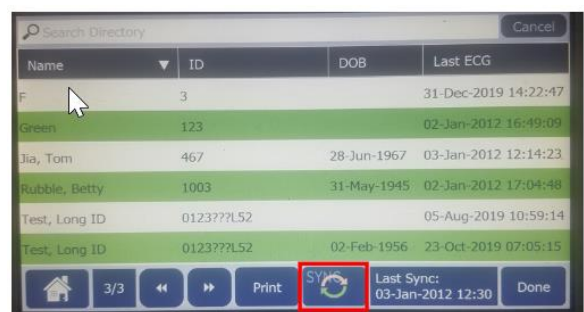 Search Directory Cancel
Name ID DOB Last ECG
F 3 31-Dec-2019 14:22:47
Green 123 02-Jan-2012 16:49:09
Jia, Tom 467 28-Jun-1967 03-Jan-2012 12:14:23
Rubble, Betty 1003 31-May-1945 02-Jan-2012 17:04:48
Test, Long ID 0123???L52 05-Aug-2019 10:59:14
Test, Long ID 0123???L52 02-Feb-1956 23-Oct-2019 07:05:15
3/3 Print SYNC Last Sync: Done
03-Jan-2012 12:30